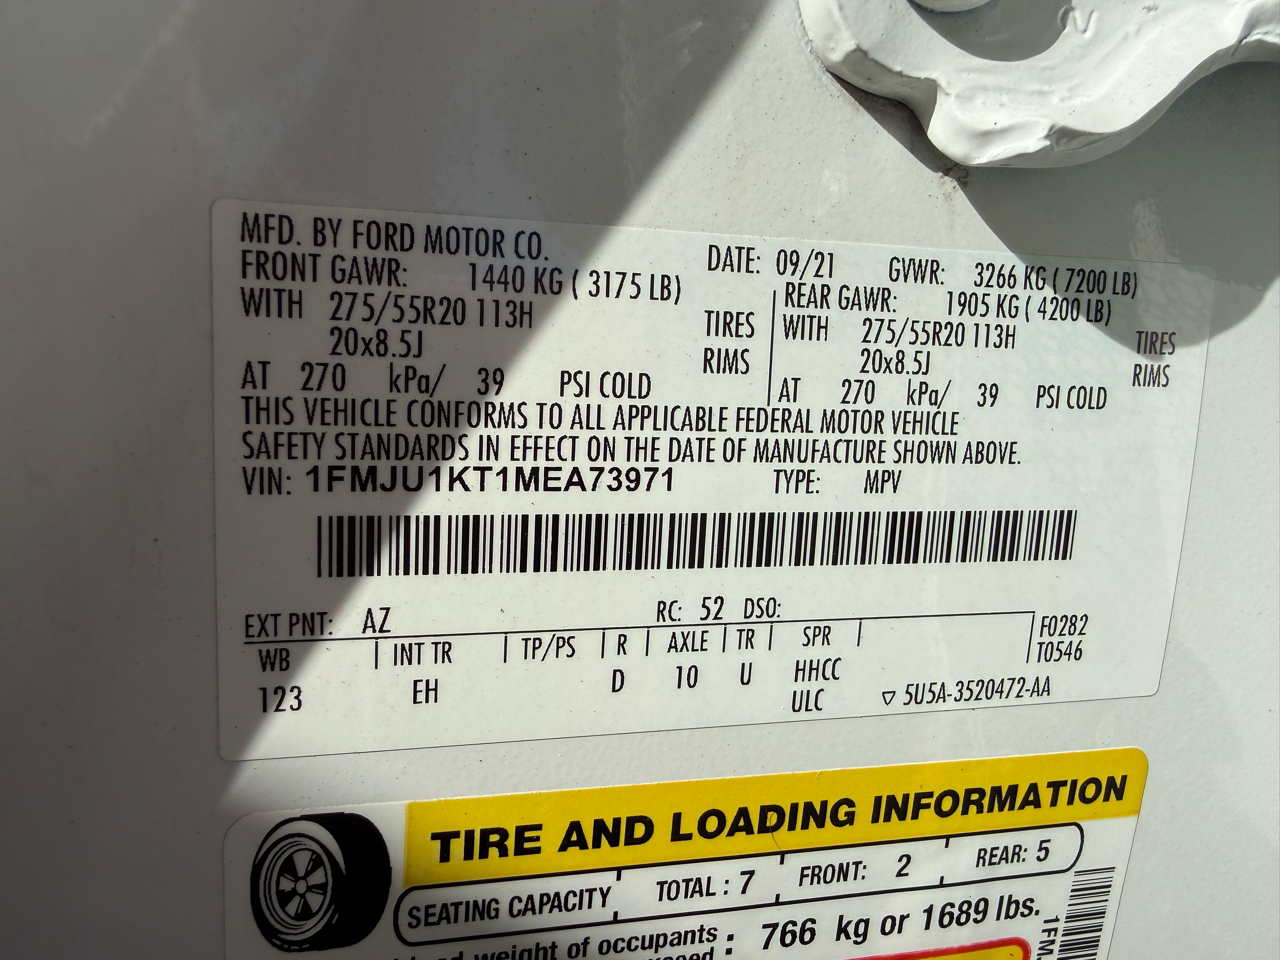 MFD. BY FORD MOTOR CO.
DATE: 09/21 GVWR: 3266 KG ( 7200 LB)
FRONT GAWR: 1440 KG ( 3175 LB)
REAR GAWR: 1905 KG ( 4200 LB)
WITH 275/55R20 113H TIRES
WITH 275/55R20 113H TIRES
20x8.5J RIMS
20x8.5J RIMS
AT 270 kPa/ 39 PSI COLD
AT 270 kPa/ 39 PSI COLD
THIS VEHICLE CONFORMS TO ALL APPLICABLE FEDERAL MOTOR VEHICLE
SAFETY STANDARDS IN EFFECT ON THE DATE OF MANUFACTURE SHOWN ABOVE.
VIN: 1FMJU1KT1MEA73971 TYPE: MPV
EXT PNT: AZ RC: 52 DSO:
WB INT TR TP/PS R AXLE TR SPR F0282
T0546
123 EH D 10 U HHCC
ULC ▽ 5U5A-3520472-AA
TIRE AND LOADING INFORMATION
SEATING CAPACITY TOTAL : 7 FRONT: 2 REAR: 5
weight of occupants : 766 kg or 1689 lbs.
1FM